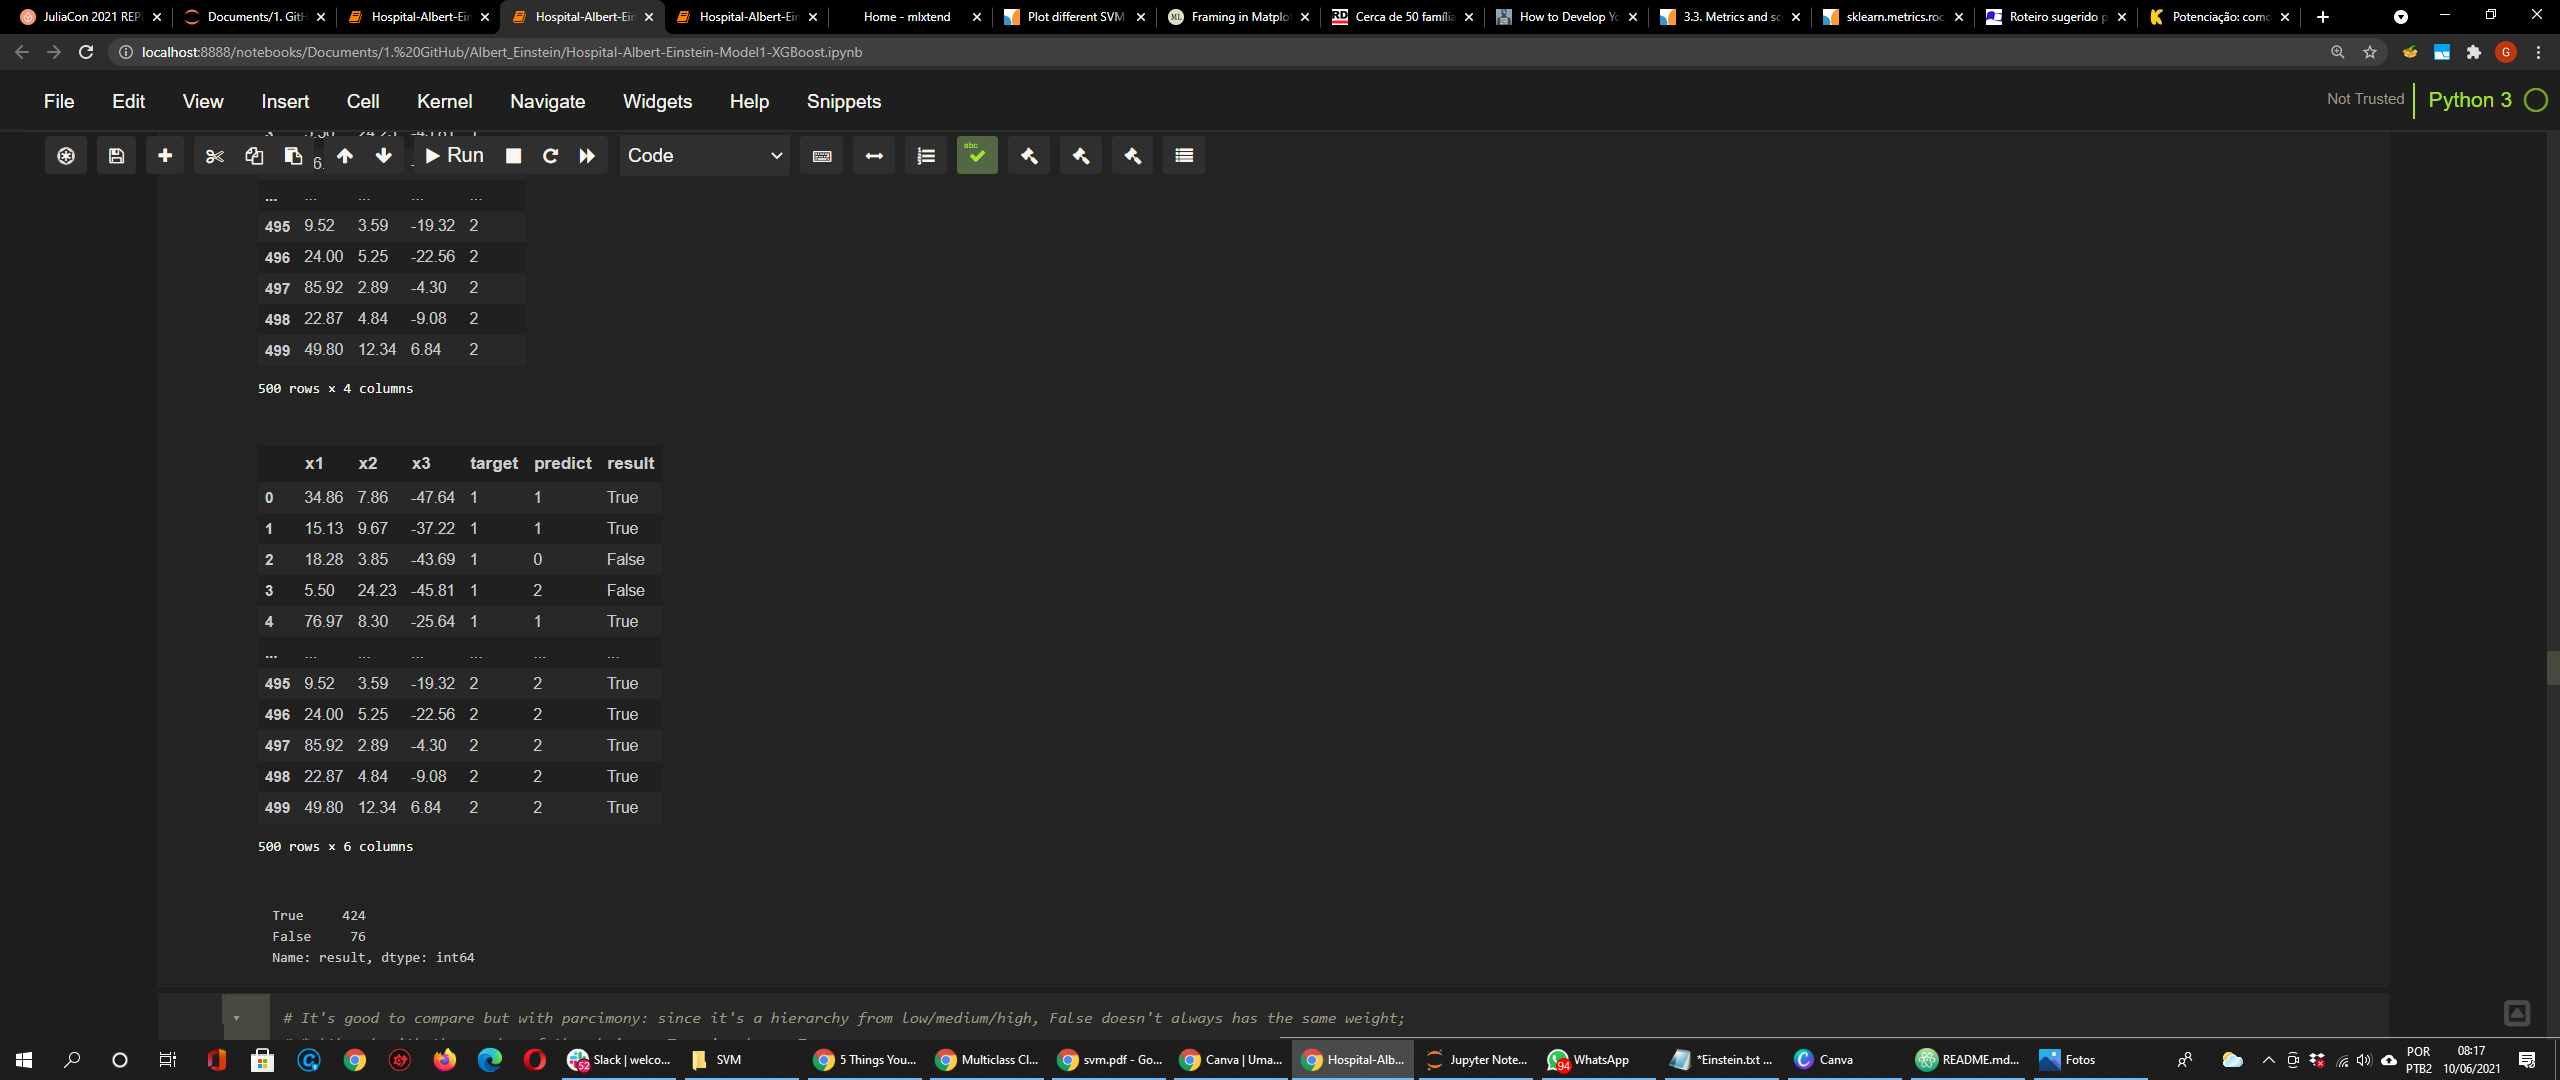 JuliaCon 2021 REP
Documents/1. GitH
Hospital-Albert-Ein
Hospital-Albert-Ein
Hospital-Albert-Ein
Home - mlxtend
Plot different SVM
Framing in Matplo
Cerca de 50 família
How to Develop Yo
3.3. Metrics and sc
sklearn.metrics.roc
Roteiro sugerido p
Potenciação: como
localhost:8888/notebooks/Documents/1.%20GitHub/Albert_Einstein/Hospital-Albert-Einstein-Model1-XGBoost.ipynb
G
File Edit View Insert Cell Kernel Navigate Widgets Help Snippets
Not Trusted Python 3
Run Code abc
... ... ... ... ...
495 9.52 3.59 -19.32 2
496 24.00 5.25 -22.56 2
497 85.92 2.89 -4.30 2
498 22.87 4.84 -9.08 2
499 49.80 12.34 6.84 2
500 rows × 4 columns
x1 x2 x3 target predict result
0 34.86 7.86 -47.64 1 1 True
1 15.13 9.67 -37.22 1 1 True
2 18.28 3.85 -43.69 1 0 False
3 5.50 24.23 -45.81 1 2 False
4 76.97 8.30 -25.64 1 1 True
... ... ... ... ... ... ...
495 9.52 3.59 -19.32 2 2 True
496 24.00 5.25 -22.56 2 2 True
497 85.92 2.89 -4.30 2 2 True
498 22.87 4.84 -9.08 2 2 True
499 49.80 12.34 6.84 2 2 True
500 rows × 6 columns
True 424
False 76
Name: result, dtype: int64
# It's good to compare but with parcimony: since it's a hierarchy from low/medium/high, False doesn't always has the same weight;
52 Slack | welco...
SVM
5 Things You...
Multiclass Cl...
svm.pdf - Go...
Canva | Uma...
Hospital-Alb...
Jupyter Note...
94 WhatsApp
*Einstein.txt ...
Canva
README.md...
Fotos
POR
PTB2
08:17
10/06/2021